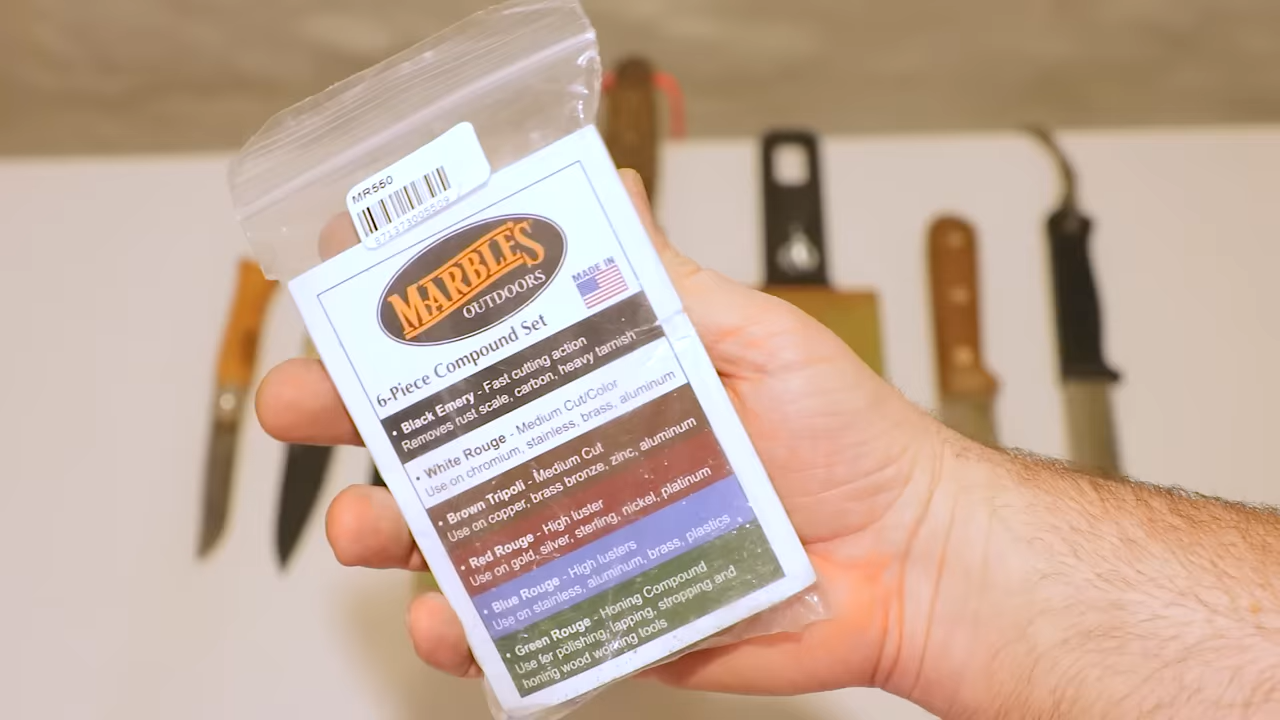 MR550
871373005509
MARBLE'S
OUTDOORS
MADE IN
6-Piece Compound Set
• Black Emery - Fast cutting action
Removes rust scale, carbon, heavy tarnish
• White Rouge - Medium Cut/Color
Use on chromium, stainless, brass, aluminum
• Brown Tripoli - Medium Cut
Use on copper, brass bronze, zinc, aluminum
• Red Rouge - High luster
Use on gold, silver, sterling, nickel, platinum
• Blue Rouge - High lusters
Use on stainless, aluminum, brass, plastics
• Green Rouge - Honing Compound
Use for polishing, lapping, stropping and
honing wood working tools